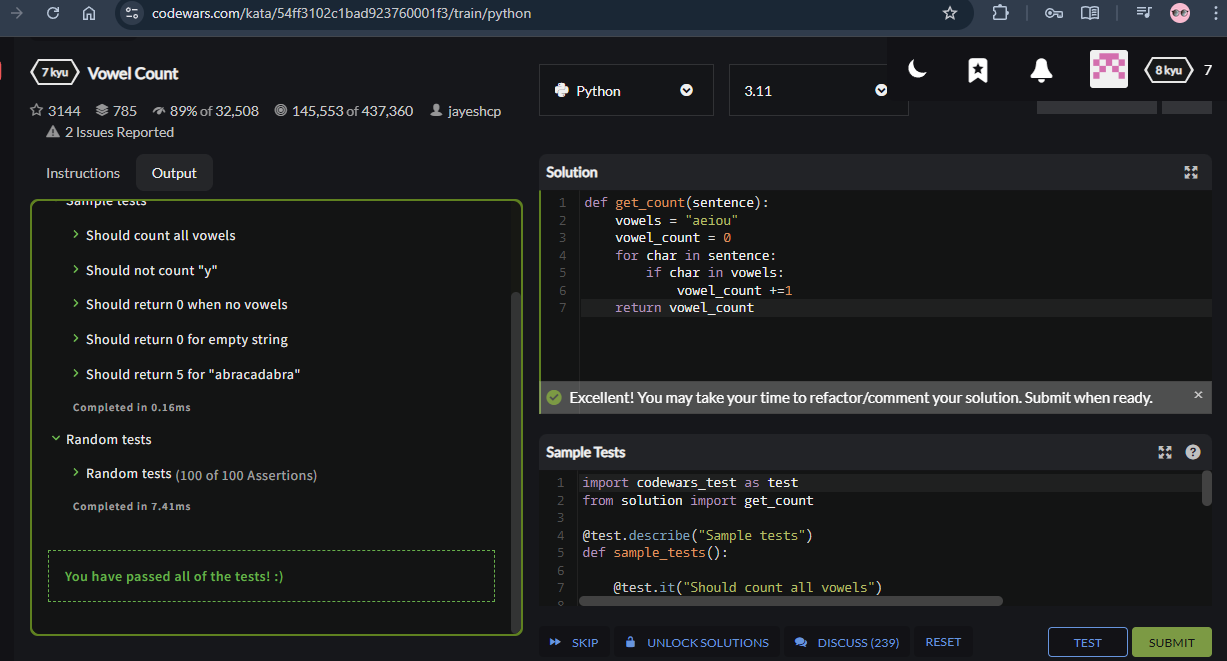 codewars.com/kata/54ff3102c1bad923760001f3/train/python
7 kyu Vowel Count
3144 785 89% of 32,508 145,553 of 437,360 jayeshcp
2 Issues Reported
Python
3.11
8 kyu 7
Instructions Output
Sample tests
Should count all vowels
Should not count "y"
Should return 0 when no vowels
Should return 0 for empty string
Should return 5 for "abracadabra"
Completed in 0.16ms
Random tests
Random tests (100 of 100 Assertions)
Completed in 7.41ms
You have passed all of the tests! :)
Solution
1 def get_count(sentence):
2 vowels = "aeiou"
3 vowel_count = 0
4 for char in sentence:
5 if char in vowels:
6 vowel_count +=1
7 return vowel_count
Excellent! You may take your time to refactor/comment your solution. Submit when ready.
Sample Tests
1 import codewars_test as test
2 from solution import get_count
3
4 @test.describe("Sample tests")
5 def sample_tests():
6
7 @test.it("Should count all vowels")
8
SKIP UNLOCK SOLUTIONS DISCUSS (239) RESET TEST SUBMIT